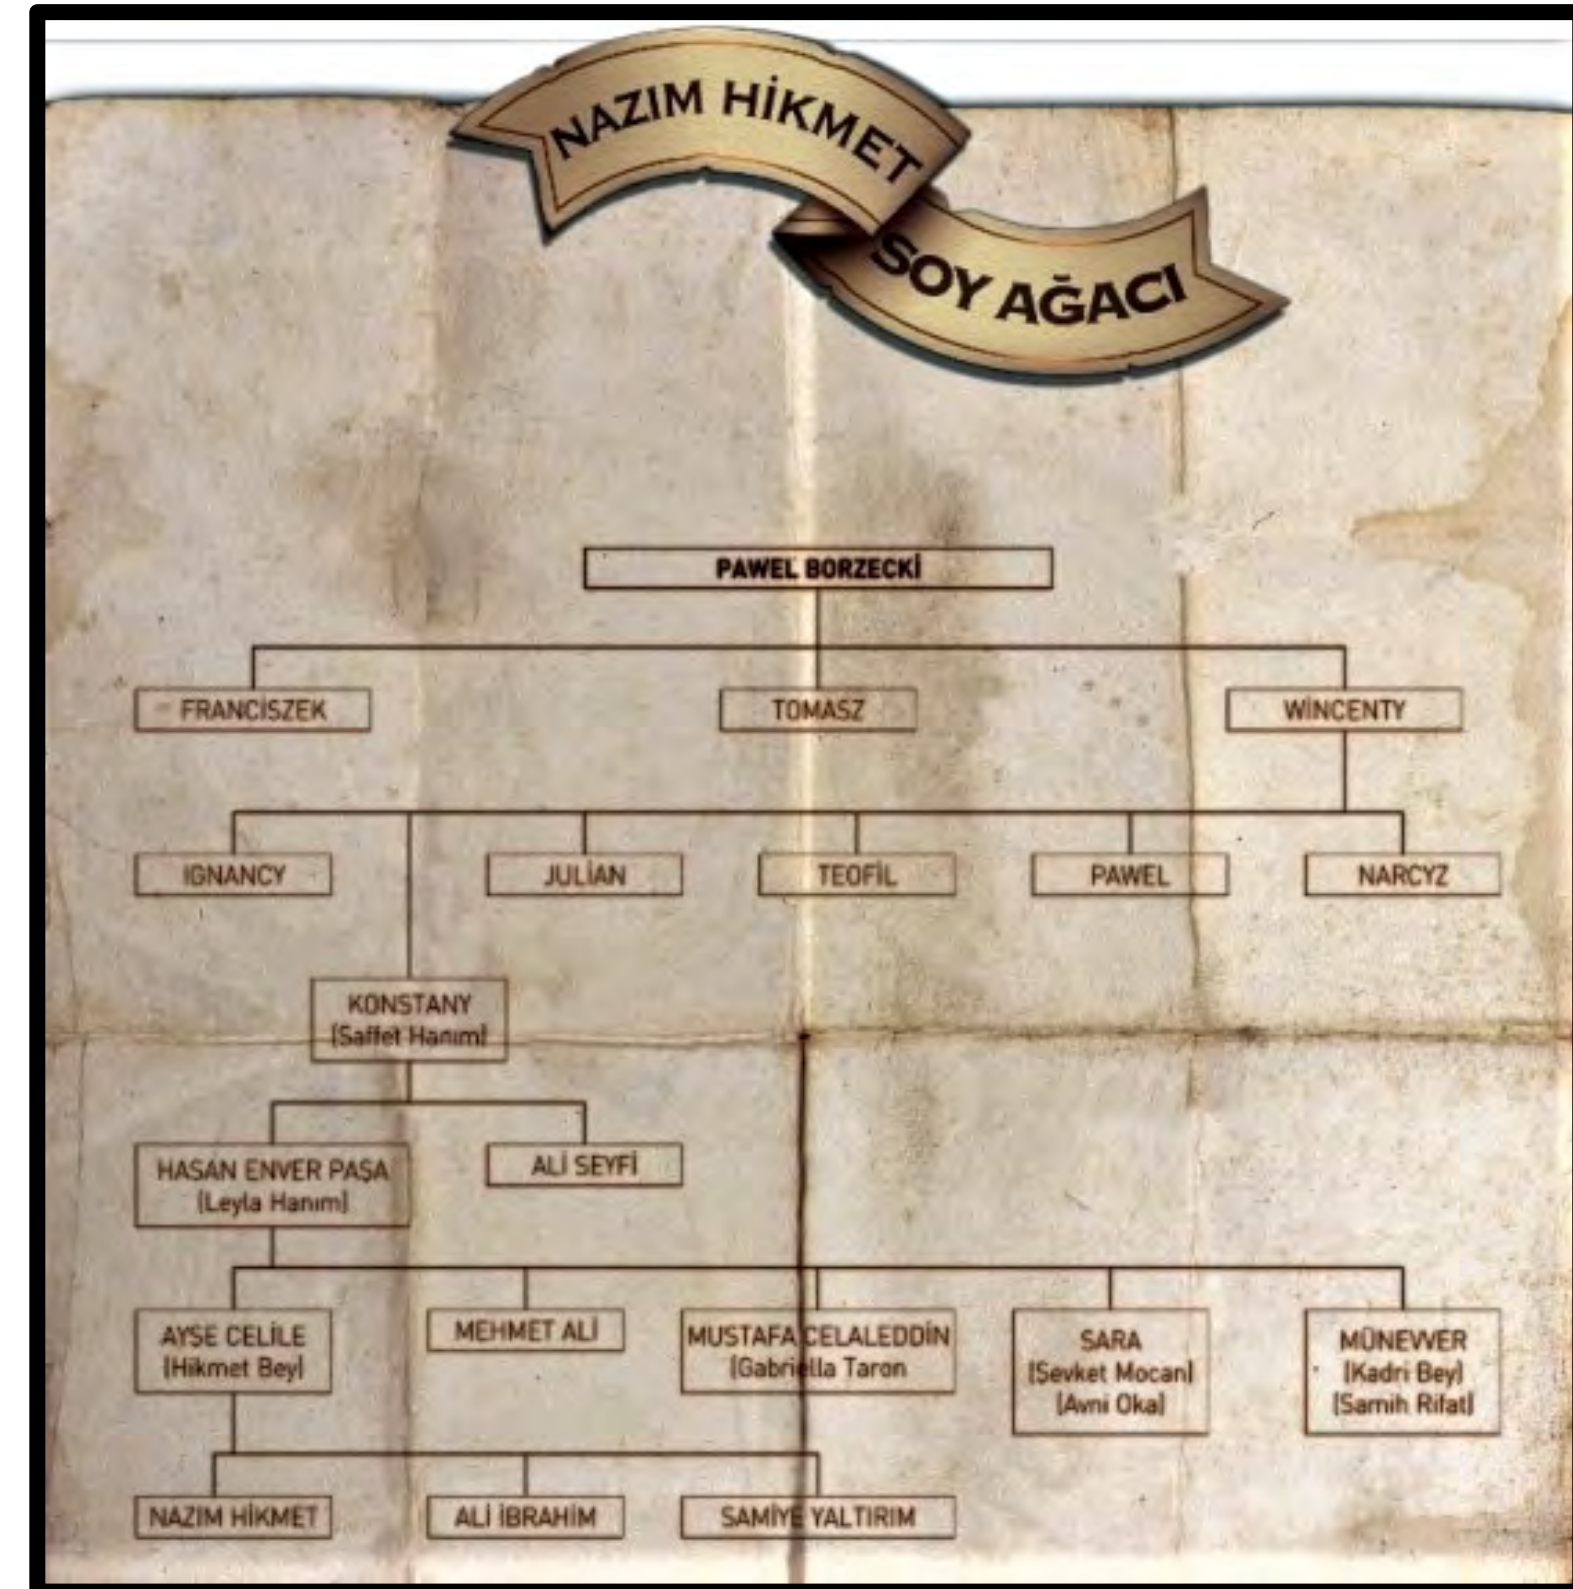 NAZIM HİKMET
SOY AĞACI
PAWEL BORZECKİ
FRANCİSZEK
TOMASZ
WİNCENTY
IGNANCY
JULİAN
TEOFİL
PAWEL
NARCYZ
KONSTANY
(Saffet Hanım)
HASAN ENVER PAŞA
(Leyla Hanım)
ALİ SEYFİ
AYŞE CELİLE
(Hikmet Bey)
MEHMET ALİ
MUSTAFA CELALEDDİN
(Gabriella Taron
SARA
(Şevket Mocan)
(Avni Oka)
MÜNEVVER
(Kadri Bey)
(Samih Rifat)
NAZIM HİKMET
ALİ İBRAHİM
SAMİYE YALTIRIM